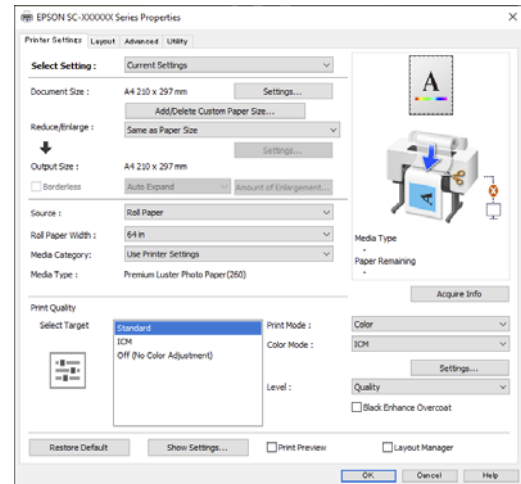 EPSON SC-XXXXXX Series Properties
Printer Settings Layout Advanced Utility
Select Setting : Current Settings
Document Size : A4 210 x 297 mm Settings...
Add/Delete Custom Paper Size...
Reduce/Enlarge : Same as Paper Size
Settings...
Output Size : A4 210 x 297 mm
Borderless Auto Expand Amount of Enlargement...
Source : Roll Paper
Roll Paper Width : 64 in
Media Category: Use Printer Settings
Media Type : Premium Luster Photo Paper(260)
A
A
Media Type
-
Paper Remaining
-
Acquire Info
Print Quality
Select Target
Standard
ICM
Off (No Color Adjustment)
Print Mode : Color
Color Mode : ICM
Settings...
Level : Quality
Black Enhance Overcoat
Restore Default Show Settings... Print Preview Layout Manager
OK Cancel Help